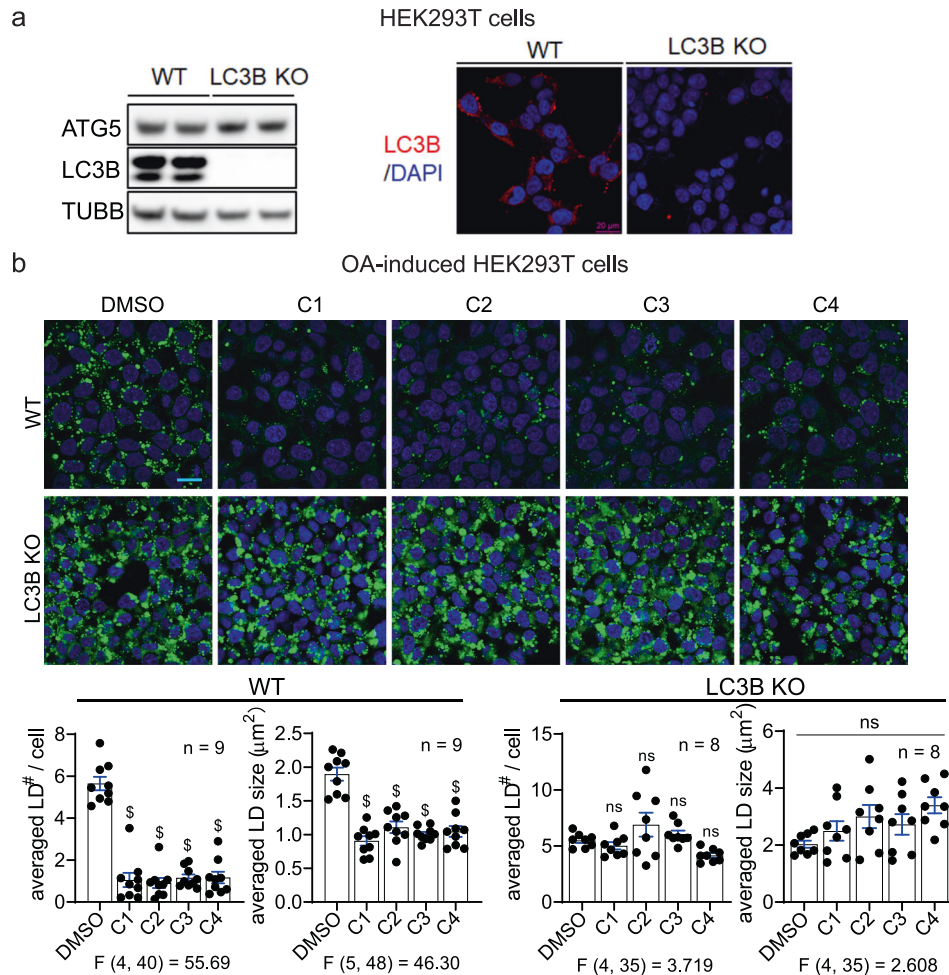 a
HEK293T cells
WT LC3B KO
ATG5
LC3B
TUBB
WT LC3B KO
LC3B
/DAPI
20 μm
b
OA-induced HEK293T cells
DMSO C1 C2 C3 C4
WT
LC3B KO
WT
averaged LD# / cell
8
6
4
2
0
n = 9
$ $ $ $
DMSO C1 C2 C3 C4
F (4, 40) = 55.69
averaged LD size (μm²)
2.5
2.0
1.5
1.0
0.5
0.0
n = 9
$ $ $ $
DMSO C1 C2 C3 C4
F (5, 48) = 46.30
LC3B KO
averaged LD# / cell
15
10
5
0
n = 8
ns ns ns ns
DMSO C1 C2 C3 C4
F (4, 35) = 3.719
averaged LD size (μm²)
6
4
2
0
ns
n = 8
DMSO C1 C2 C3 C4
F (4, 35) = 2.608